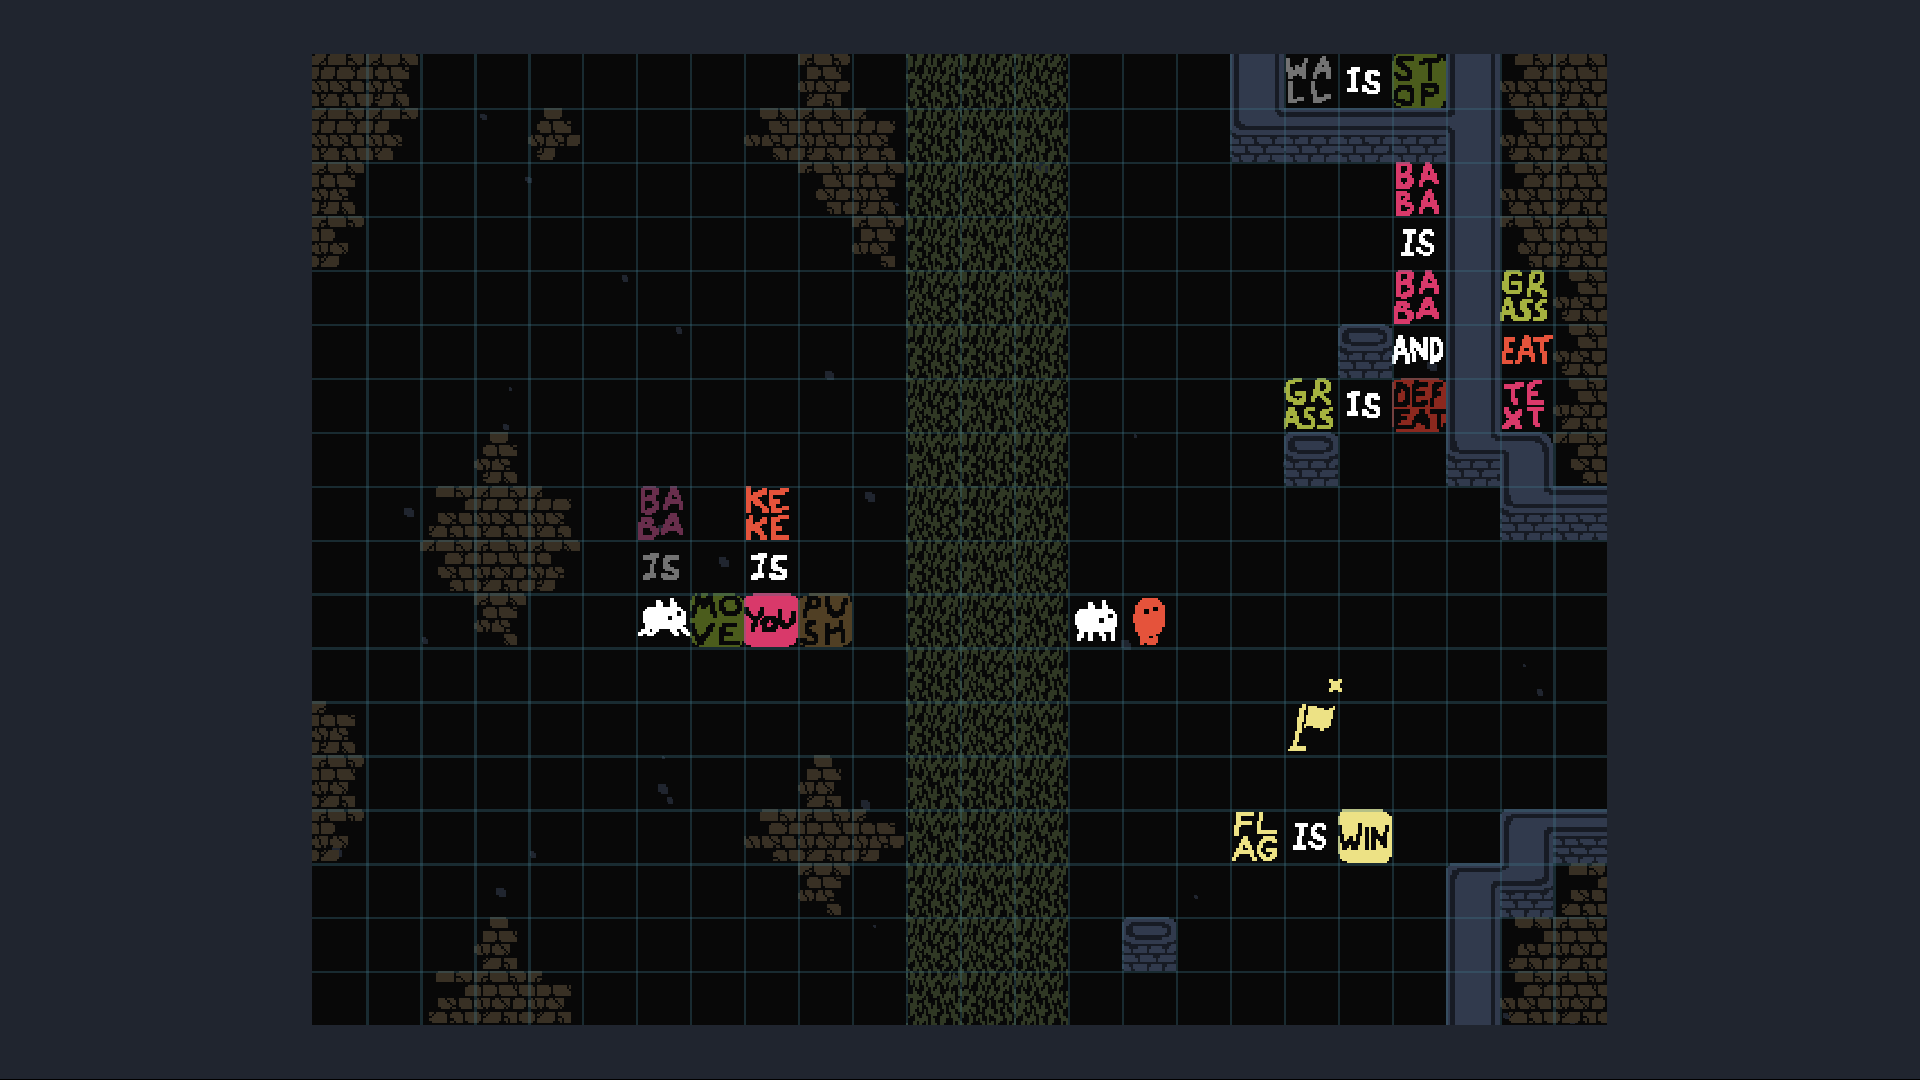 WALL IS STOP
BABA
IS
BABA GRASS
AND EAT
GRASS IS DEFEAT TEXT
BABA KEKE
IS IS
MOVE YOU PUSH
FLAG IS WIN